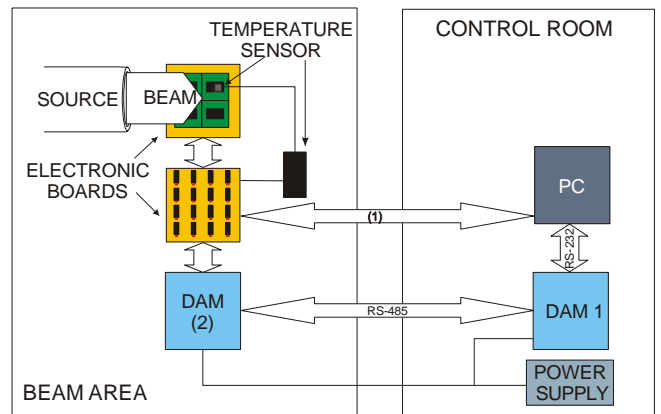 TEMPERATURE
SENSOR
CONTROL ROOM
SOURCE
BEAM
ELECTRONIC
BOARDS
PC
(1)
RS-232
DAM
(2)
RS-485
DAM 1
POWER
SUPPLY
BEAM AREA